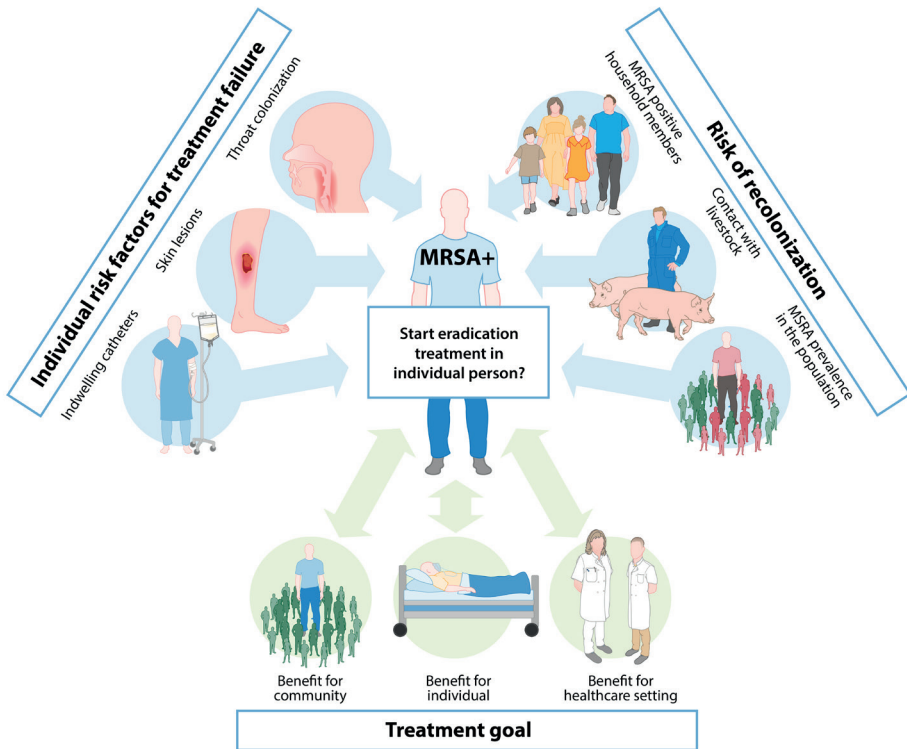 Individual risk factors for treatment failure
Throat colonization
Skin lesions
Indwelling catheters
Risk of recolonization
MRSA positive
household members
Contact with
livestock
MSRA prevalence
in the population
MRSA+
Start eradication
treatment in
individual person?
Benefit for
community
Benefit for
individual
Benefit for
healthcare setting
Treatment goal